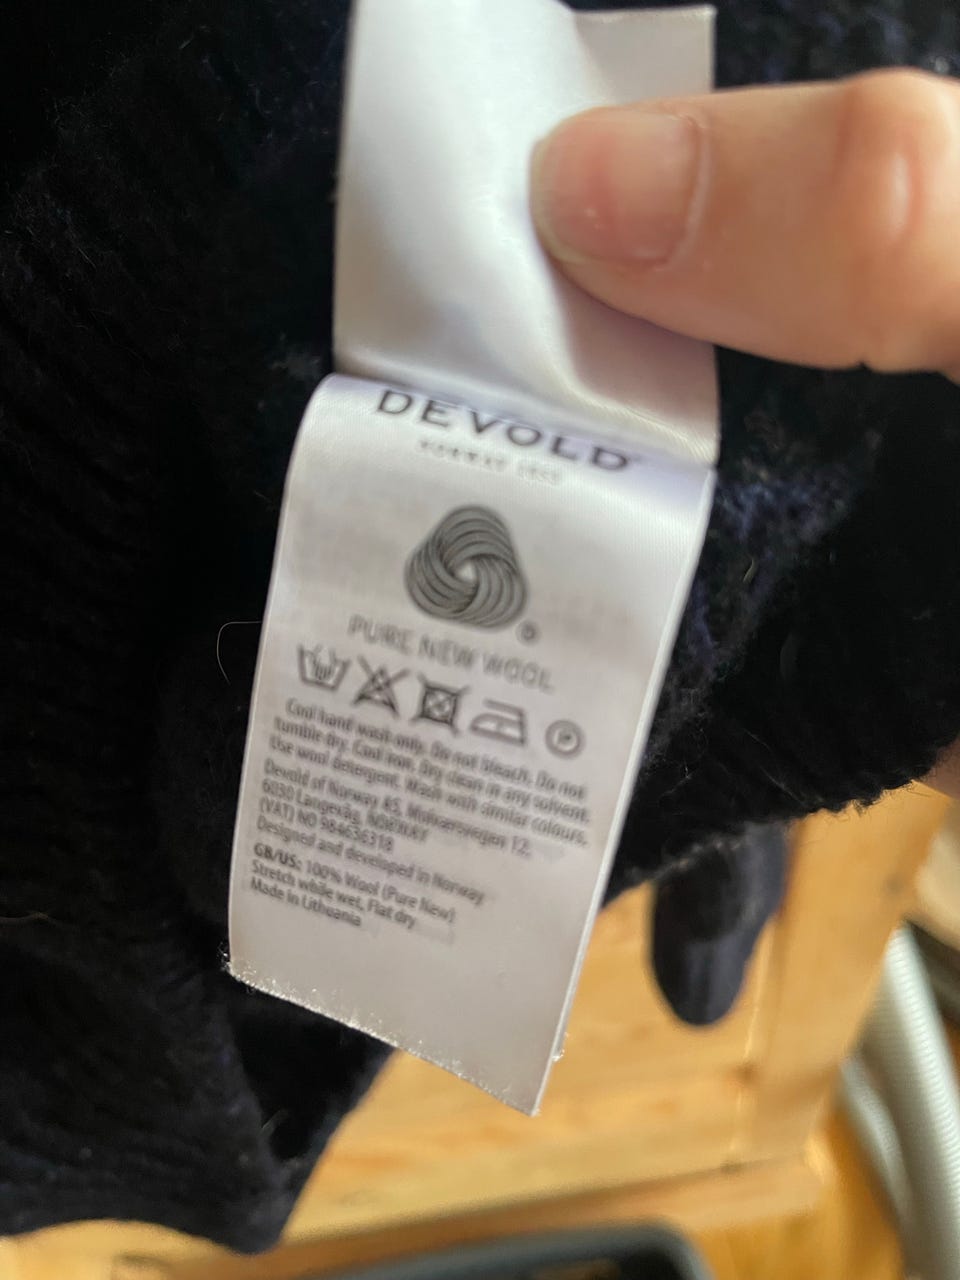 DEVOLD
NORWAY 1853
PURE NEW WOOL
P
Cool hand wash only. Do not bleach. Do not
tumble dry. Cool iron. Dry clean in any solvent.
Use wool detergent. Wash with similar colours.
Devold of Norway AS, 12,
6030 Langevåg, NORWAY
(VAT) NO 984636318
Designed and developed in Norway
GB/US: 100% Wool (Pure New)
Stretch while wet, Flat dry
Made in Lithuania